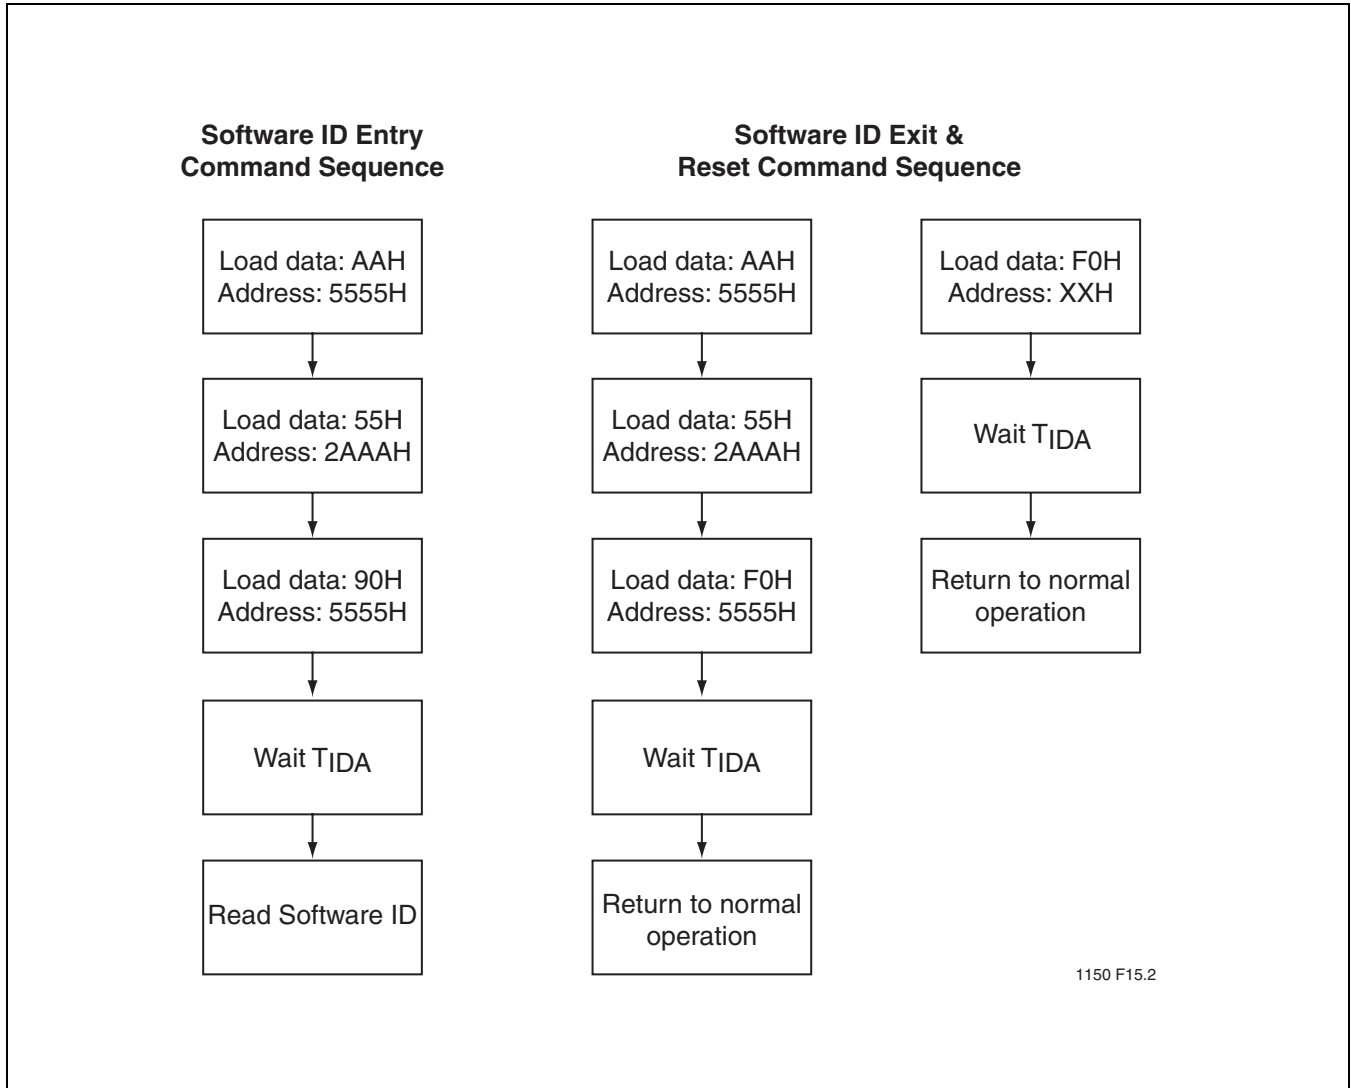 Software ID Entry
Command Sequence
Load data: AAH
Address: 5555H
Load data: 55H
Address: 2AAAH
Load data: 90H
Address: 5555H
Wait TIDA
Read Software ID
Software ID Exit &
Reset Command Sequence
Load data: AAH
Address: 5555H
Load data: 55H
Address: 2AAAH
Load data: F0H
Address: 5555H
Wait TIDA
Return to normal
operation
Load data: F0H
Address: XXH
Wait TIDA
Return to normal
operation
1150 F15.2